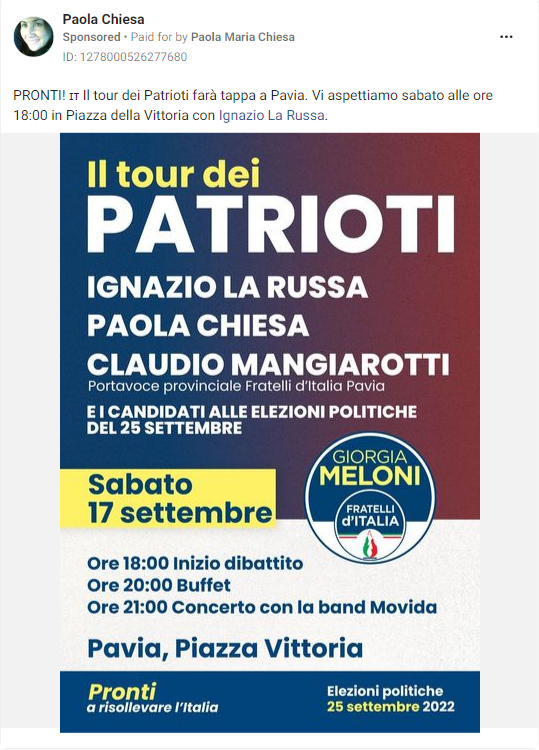 Paola Chiesa
Sponsored • Paid for by Paola Maria Chiesa
ID: 1278000526277680
PRONTI! ɪᴛ Il tour dei Patrioti farà tappa a Pavia. Vi aspettiamo sabato alle ore
18:00 in Piazza della Vittoria con Ignazio La Russa.
Il tour dei
PATRIOTI
IGNAZIO LA RUSSA
PAOLA CHIESA
CLAUDIO MANGIAROTTI
Portavoce provinciale Fratelli d'Italia Pavia
E I CANDIDATI ALLE ELEZIONI POLITICHE
DEL 25 SETTEMBRE
GIORGIA
MELONI
FRATELLI
d'ITALIA
Sabato
17 settembre
Ore 18:00 Inizio dibattito
Ore 20:00 Buffet
Ore 21:00 Concerto con la band Movida
Pavia, Piazza Vittoria
Pronti
a risollevare l'Italia
Elezioni politiche
25 settembre 2022